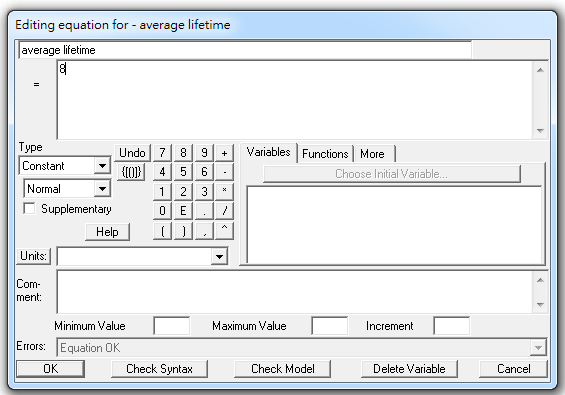 Editing equation for - average lifetime
average lifetime
= 8
Type Undo 7 8 9 + Variables Functions More
Constant {[()]} 4 5 6 - Choose Initial Variable...
Normal 1 2 3 *
Supplementary 0 E . /
Help ( ) , ^
Units:
Com-
ment:
Minimum Value Maximum Value Increment
Errors: Equation OK
OK Check Syntax Check Model Delete Variable Cancel